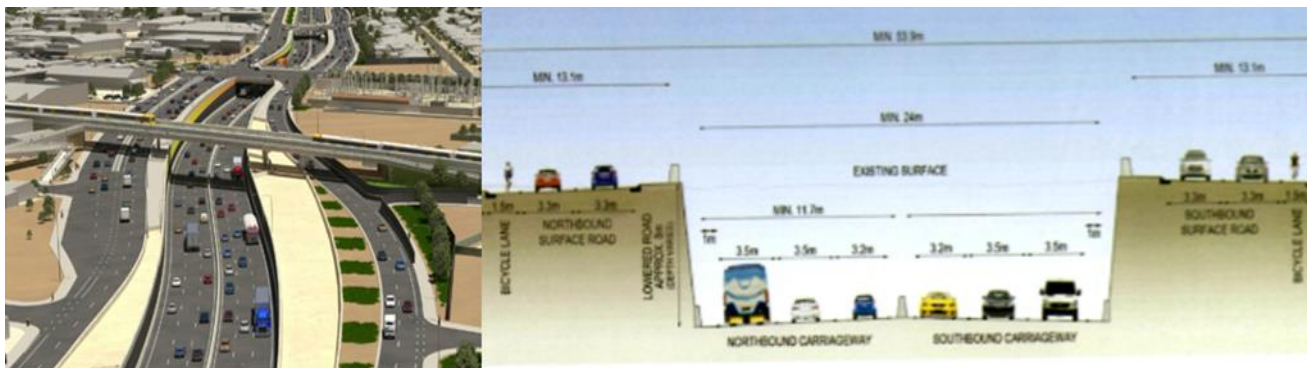 MIN. 53.9m
MIN. 13.1m
MIN. 13.1m
MIN. 24m
EXISTING SURFACE
1.5m 3.3m 3.3m
NORTHBOUND
SURFACE ROAD
BICYCLE LANE
LOWERED ROAD
MIN. 11.7m
1m
3.5m 3.5m 3.2m
3.2m 3.5m 3.5m
1m
3.3m 3.3m
SOUTHBOUND
SURFACE ROAD
BICYCLE LANE
NORTHBOUND CARRIAGEWAY
SOUTHBOUND CARRIAGEWAY